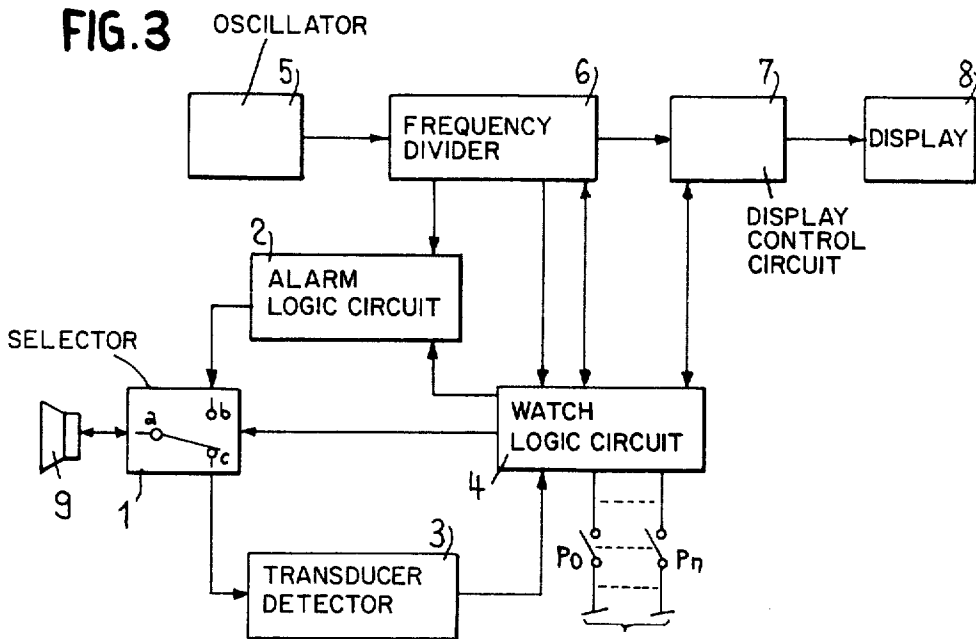 FIG.3
OSCILLATOR
5
6
7
8
FREQUENCY
DIVIDER
DISPLAY
DISPLAY
CONTROL
CIRCUIT
2
ALARM
LOGIC CIRCUIT
SELECTOR
a
b
c
9
1
WATCH
LOGIC CIRCUIT
4
3
TRANSDUCER
DETECTOR
Po
Pn